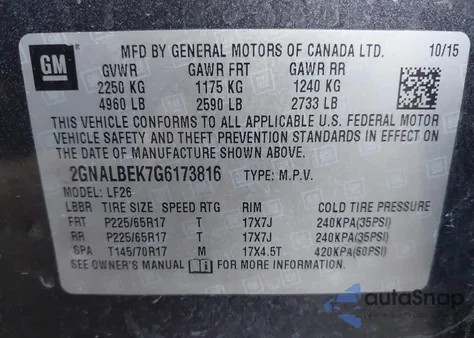 GM
MFD BY GENERAL MOTORS OF CANADA LTD. 10/15
GVWR GAWR FRT GAWR RR
2250 KG 1175 KG 1240 KG
4960 LB 2590 LB 2733 LB
THIS VEHICLE CONFORMS TO ALL APPLICABLE U.S. FEDERAL MOTOR
VEHICLE SAFETY AND THEFT PREVENTION STANDARDS IN EFFECT ON THE
DATE OF MANUFACTURE SHOWN ABOVE.
2GNALBEK7G6173816 TYPE: M.P.V.
MODEL: LF26
LBBR TIRE SIZE SPEED RTG RIM COLD TIRE PRESSURE
FRT P225/65R17 T 17X7J 240KPA(35PSI)
RR P225/65R17 T 17X7J 240KPA(35PSI)
SPA T145/70R17 M 17X4.5T 420KPA(60PSI)
SEE OWNER'S MANUAL FOR MORE INFORMATION.
autoSnap